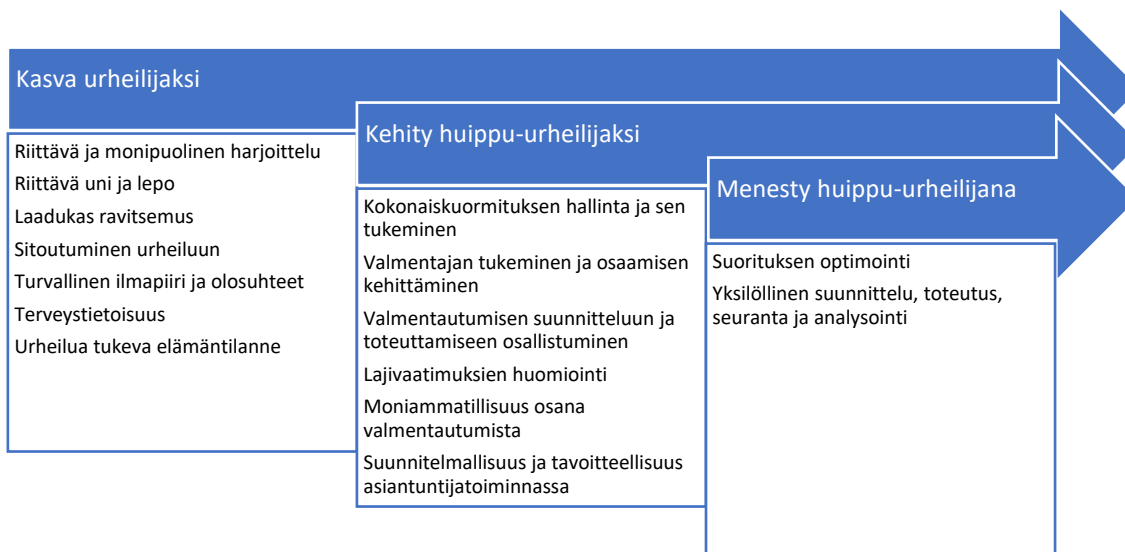 Kasva urheilijaksi
Riittävä ja monipuolinen harjoittelu
Riittävä uni ja lepo
Laadukas ravitsemus
Sitoutuminen urheiluun
Turvallinen ilmapiiri ja olosuhteet
Terveystietoisuus
Urheilua tukeva elämäntilanne
Kehity huippu-urheilijaksi
Kokonaiskuormituksen hallinta ja sen
tukeminen
Valmentajan tukeminen ja osaamisen
kehittäminen
Valmentautumisen suunnitteluun ja
toteuttamiseen osallistuminen
Lajivaatimuksien huomiointi
Moniammatillisuus osana
valmentautumista
Suunnitelmallisuus ja tavoitteellisuus
asiantuntijatoiminnassa
Menesty huippu-urheilijana
Suorituksen optimointi
Yksilöllinen suunnittelu, toteutus,
seuranta ja analysointi